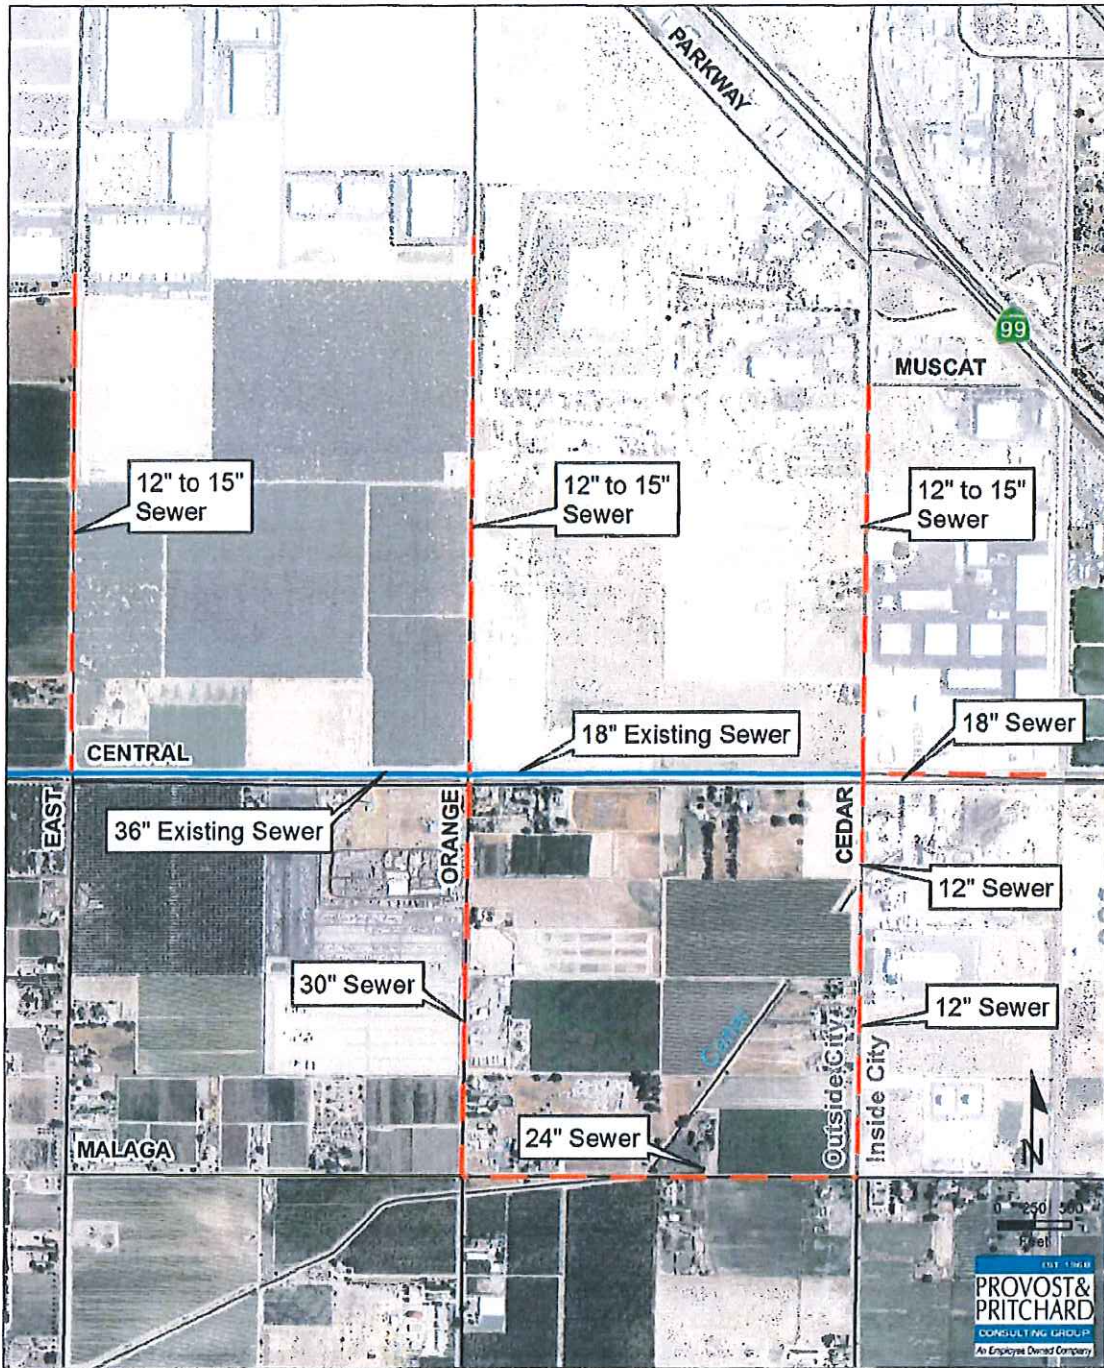 PARKWAY
99
MUSCAT
12" to 15"
Sewer
12" to 15"
Sewer
12" to 15"
Sewer
CENTRAL
18" Existing Sewer
18" Sewer
EAST
36" Existing Sewer
ORANGE
CEDAR
12" Sewer
30" Sewer
12" Sewer
Outside City
Inside City
24" Sewer
MALAGA
N
0 250 500
Feet
EST. 1968
PROVOST&
PRITCHARD
CONSULTING GROUP
An Employee Owned Company